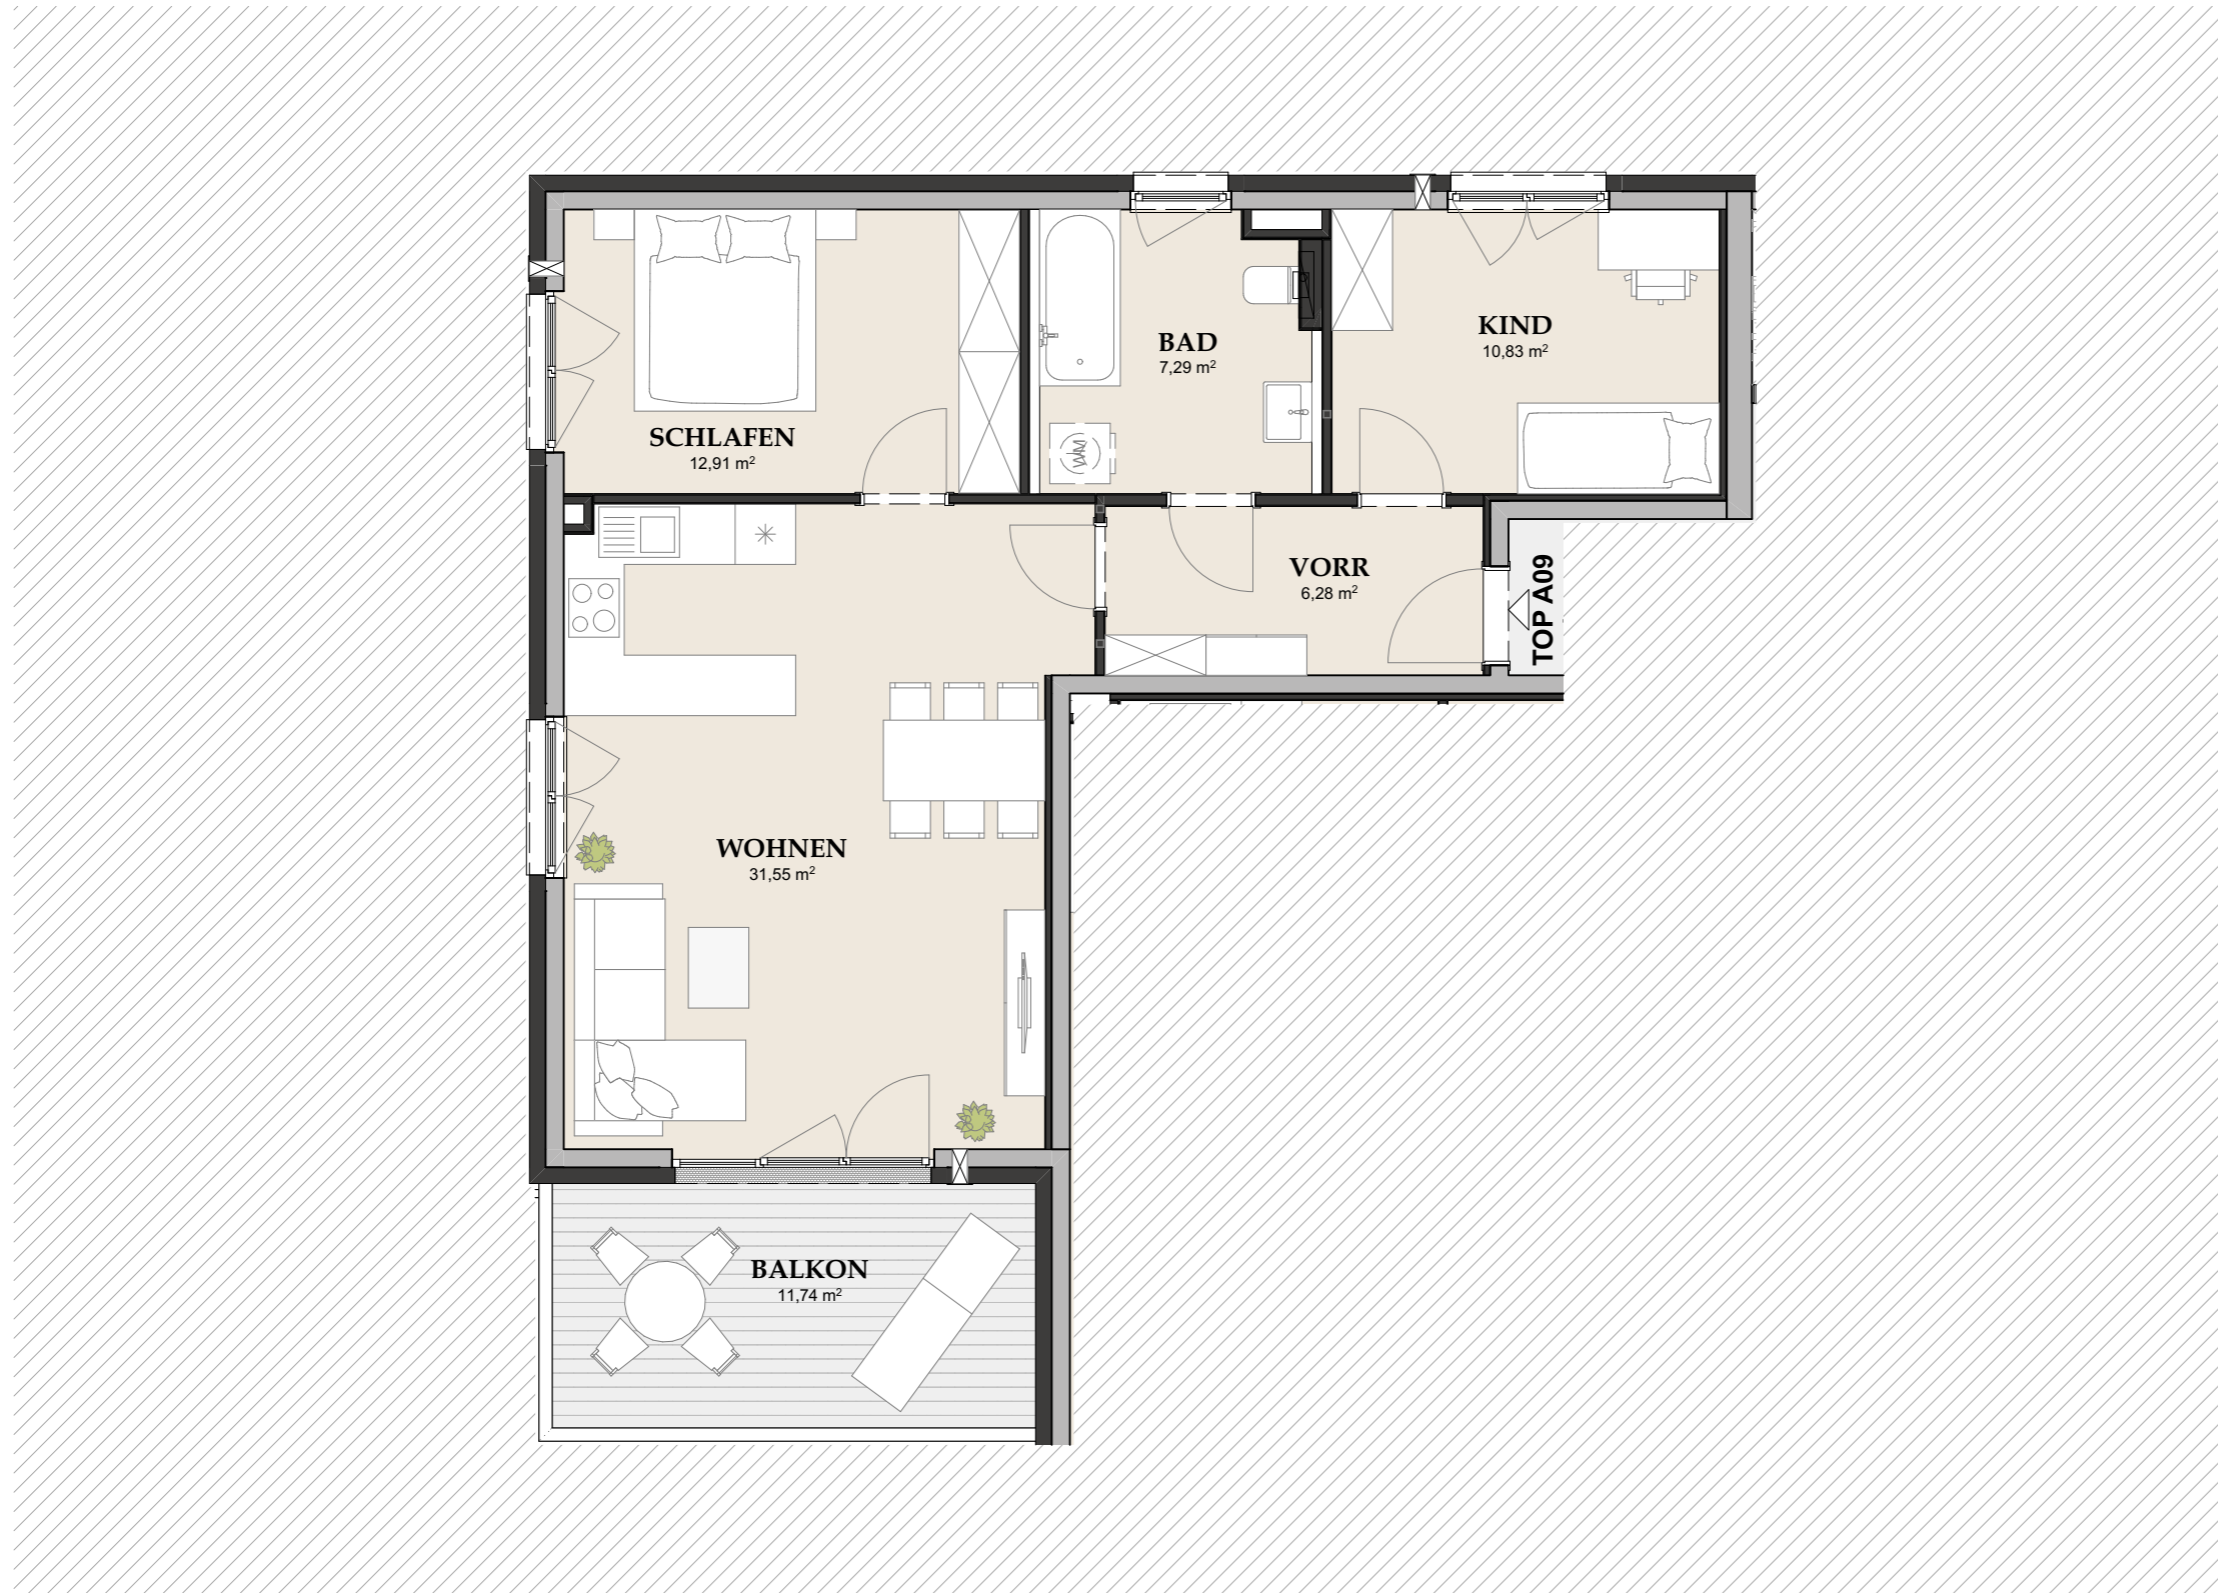 BAD
7,29 m²
KIND
10,83 m²
SCHLAFEN
12,91 m²
WM
VORR
6,28 m²
TOP A09
WOHNEN
31,55 m²
BALKON
11,74 m²